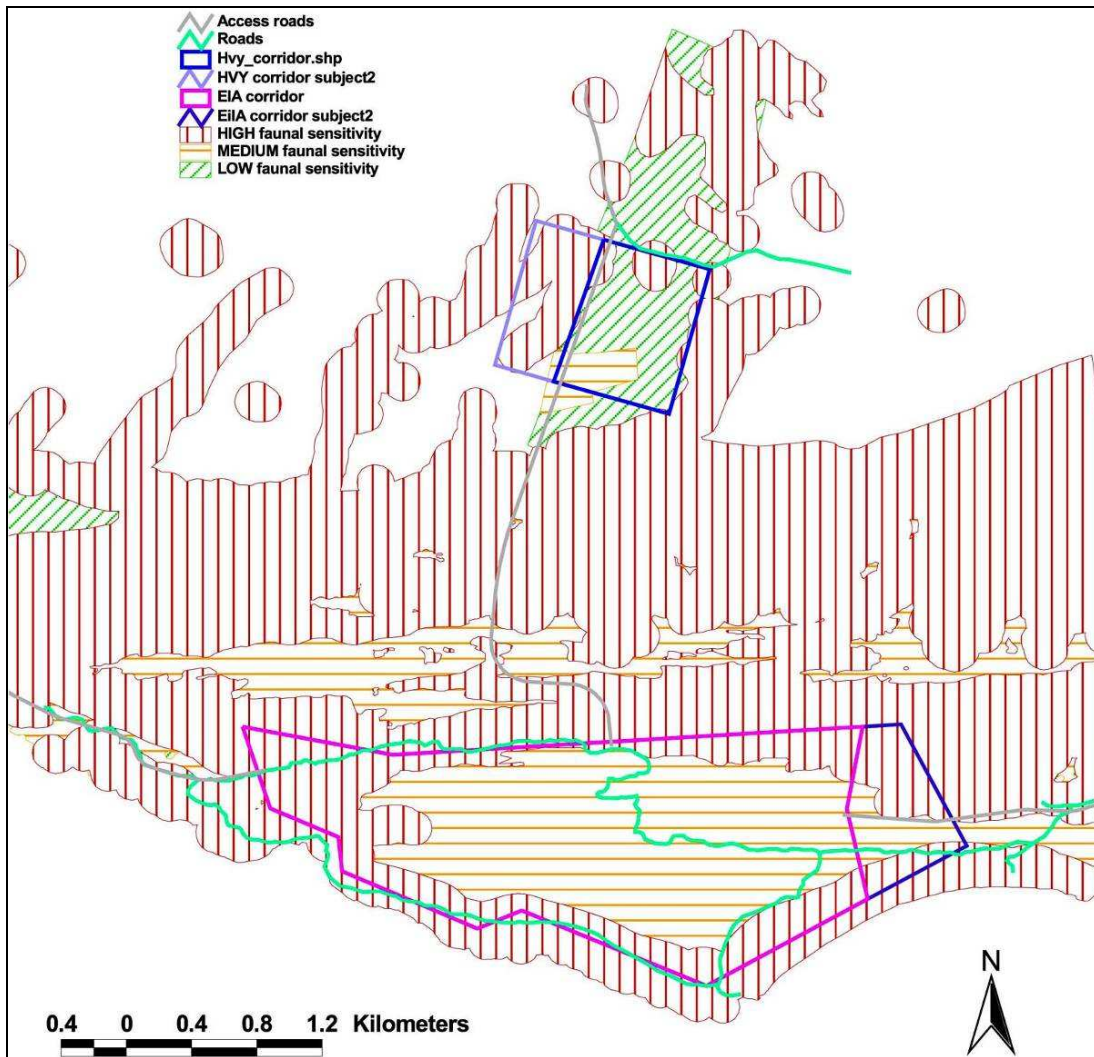 Access roads
Roads
Hvy_corridor.shp
HVY corridor subject2
EIA corridor
EiIA corridor subject2
HIGH faunal sensitivity
MEDIUM faunal sensitivity
LOW faunal sensitivity
N
0.4 0 0.4 0.8 1.2 Kilometers